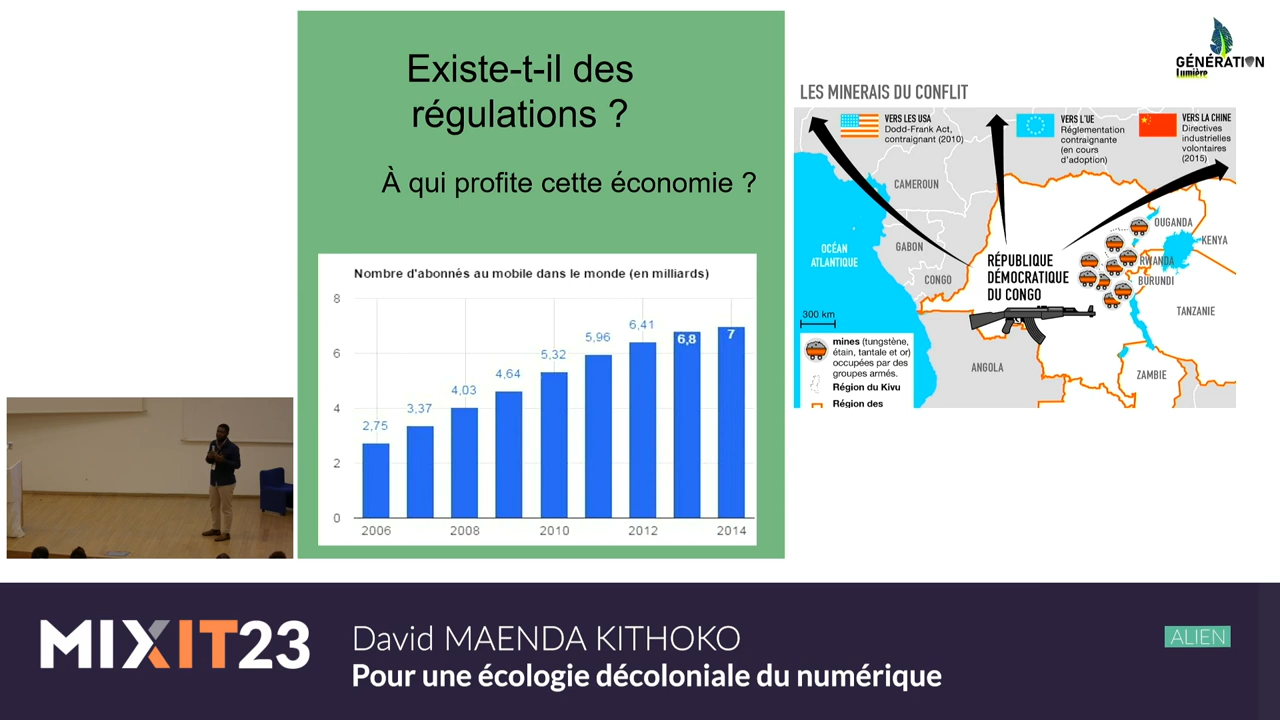 Existe-t-il des
régulations ?
À qui profite cette économie ?
Nombre d'abonnés au mobile dans le monde (en milliards)
8
6
4
2
0
2,75
3,37
4,03
4,64
5,32
5,96
6,41
6,8
7
2006
2008
2010
2012
2014
GÉNÉRATION
Lumière
LES MINERAIS DU CONFLIT
VERS LES USA
Dodd-Frank Act,
contraignant (2010)
VERS L'UE
Réglementation
contraignante
(en cours
d'adoption)
VERS LA CHINE
Directives
industrielles
volontaires
(2015)
CAMEROUN
GABON
CONGO
OCÉAN
ATLANTIQUE
RÉPUBLIQUE
DÉMOCRATIQUE
DU CONGO
OUGANDA
KENYA
RWANDA
BURUNDI
TANZANIE
ANGOLA
ZAMBIE
300 km
mines (tungstène,
étain, tantale et or)
occupées par des
groupes armés.
Région du Kivu
Région des
MIXIT23
David MAENDA KITHOKO
Pour une écologie décoloniale du numérique
ALIEN